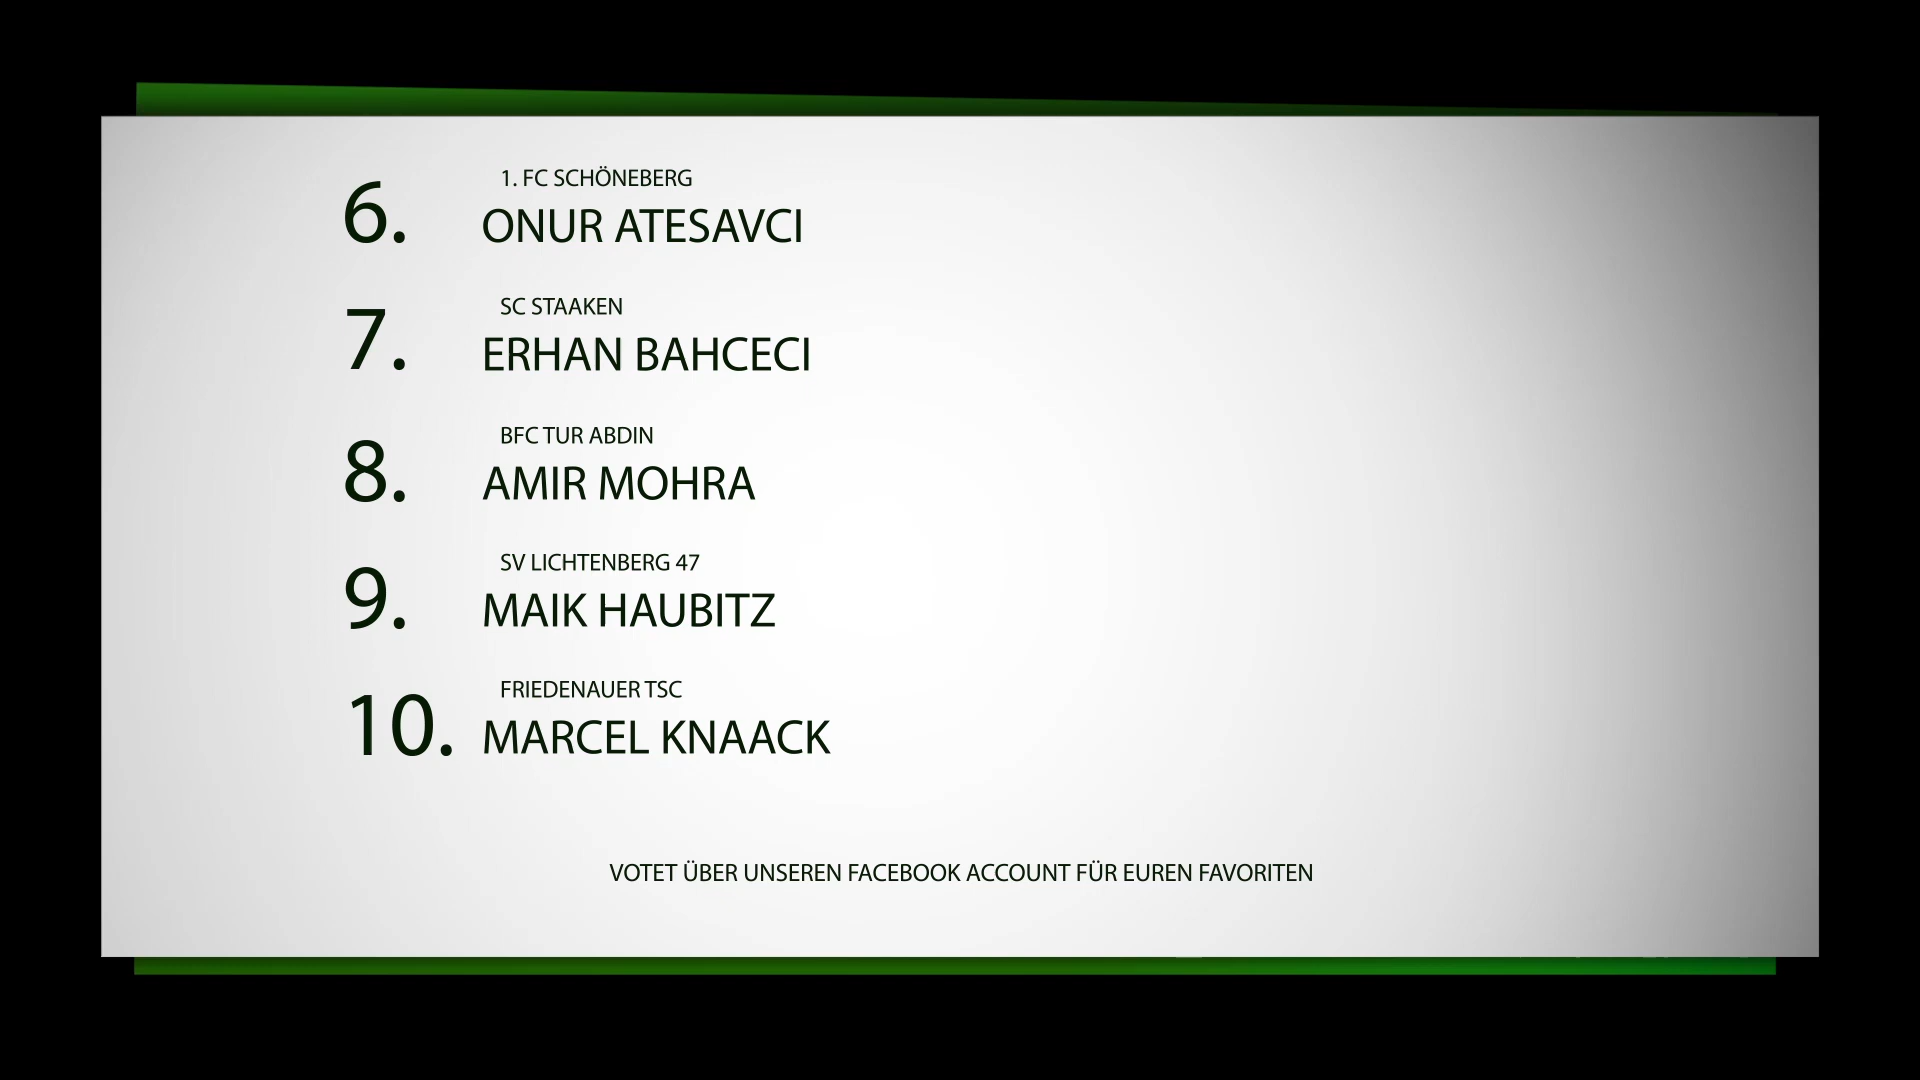 1. FC SCHÖNEBERG
6. ONUR ATESAVCI
SC STAAKEN
7. ERHAN BAHCECI
BFC TUR ABDIN
8. AMIR MOHRA
SV LICHTENBERG 47
9. MAIK HAUBITZ
FRIEDENAUER TSC
10. MARCEL KNAACK
VOTET ÜBER UNSEREN FACEBOOK ACCOUNT FÜR EUREN FAVORITEN